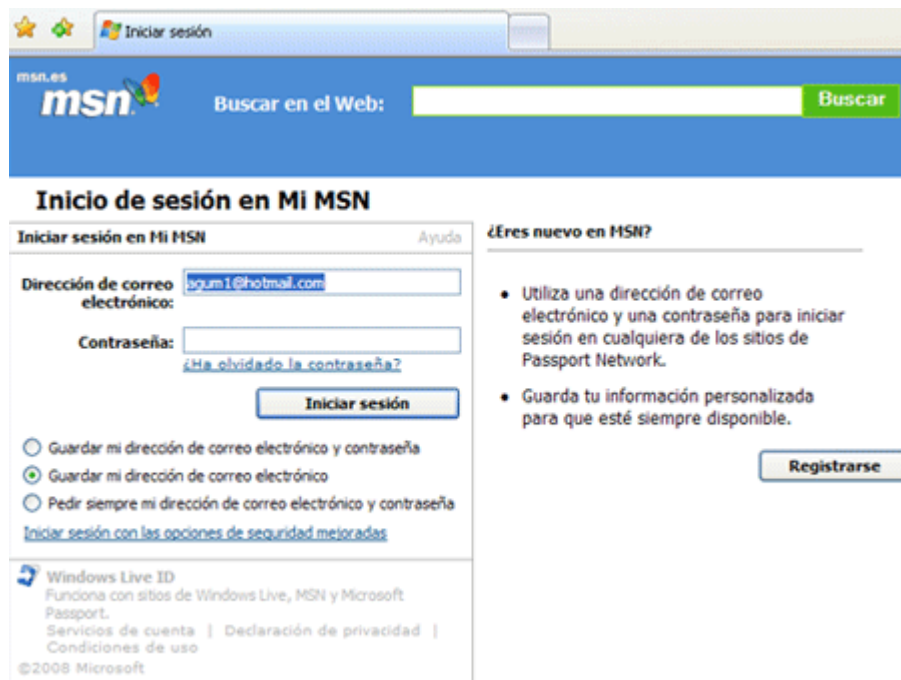 Iniciar sesión
msn.es
msn
Buscar en el Web:
Buscar
Inicio de sesión en Mi MSN
Iniciar sesión en Mi MSN
Ayuda
Dirección de correo
electrónico:
agum1@hotmail.com
Contraseña:
¿Ha olvidado la contraseña?
Iniciar sesión
Guardar mi dirección de correo electrónico y contraseña
Guardar mi dirección de correo electrónico
Pedir siempre mi dirección de correo electrónico y contraseña
Iniciar sesión con las opciones de seguridad mejoradas
Windows Live ID
Funciona con sitios de Windows Live, MSN y Microsoft
Passport.
Servicios de cuenta | Declaración de privacidad |
Condiciones de uso
©2008 Microsoft
¿Eres nuevo en MSN?
• Utiliza una dirección de correo
electrónico y una contraseña para iniciar
sesión en cualquiera de los sitios de
Passport Network.
• Guarda tu información personalizada
para que esté siempre disponible.
Registrarse